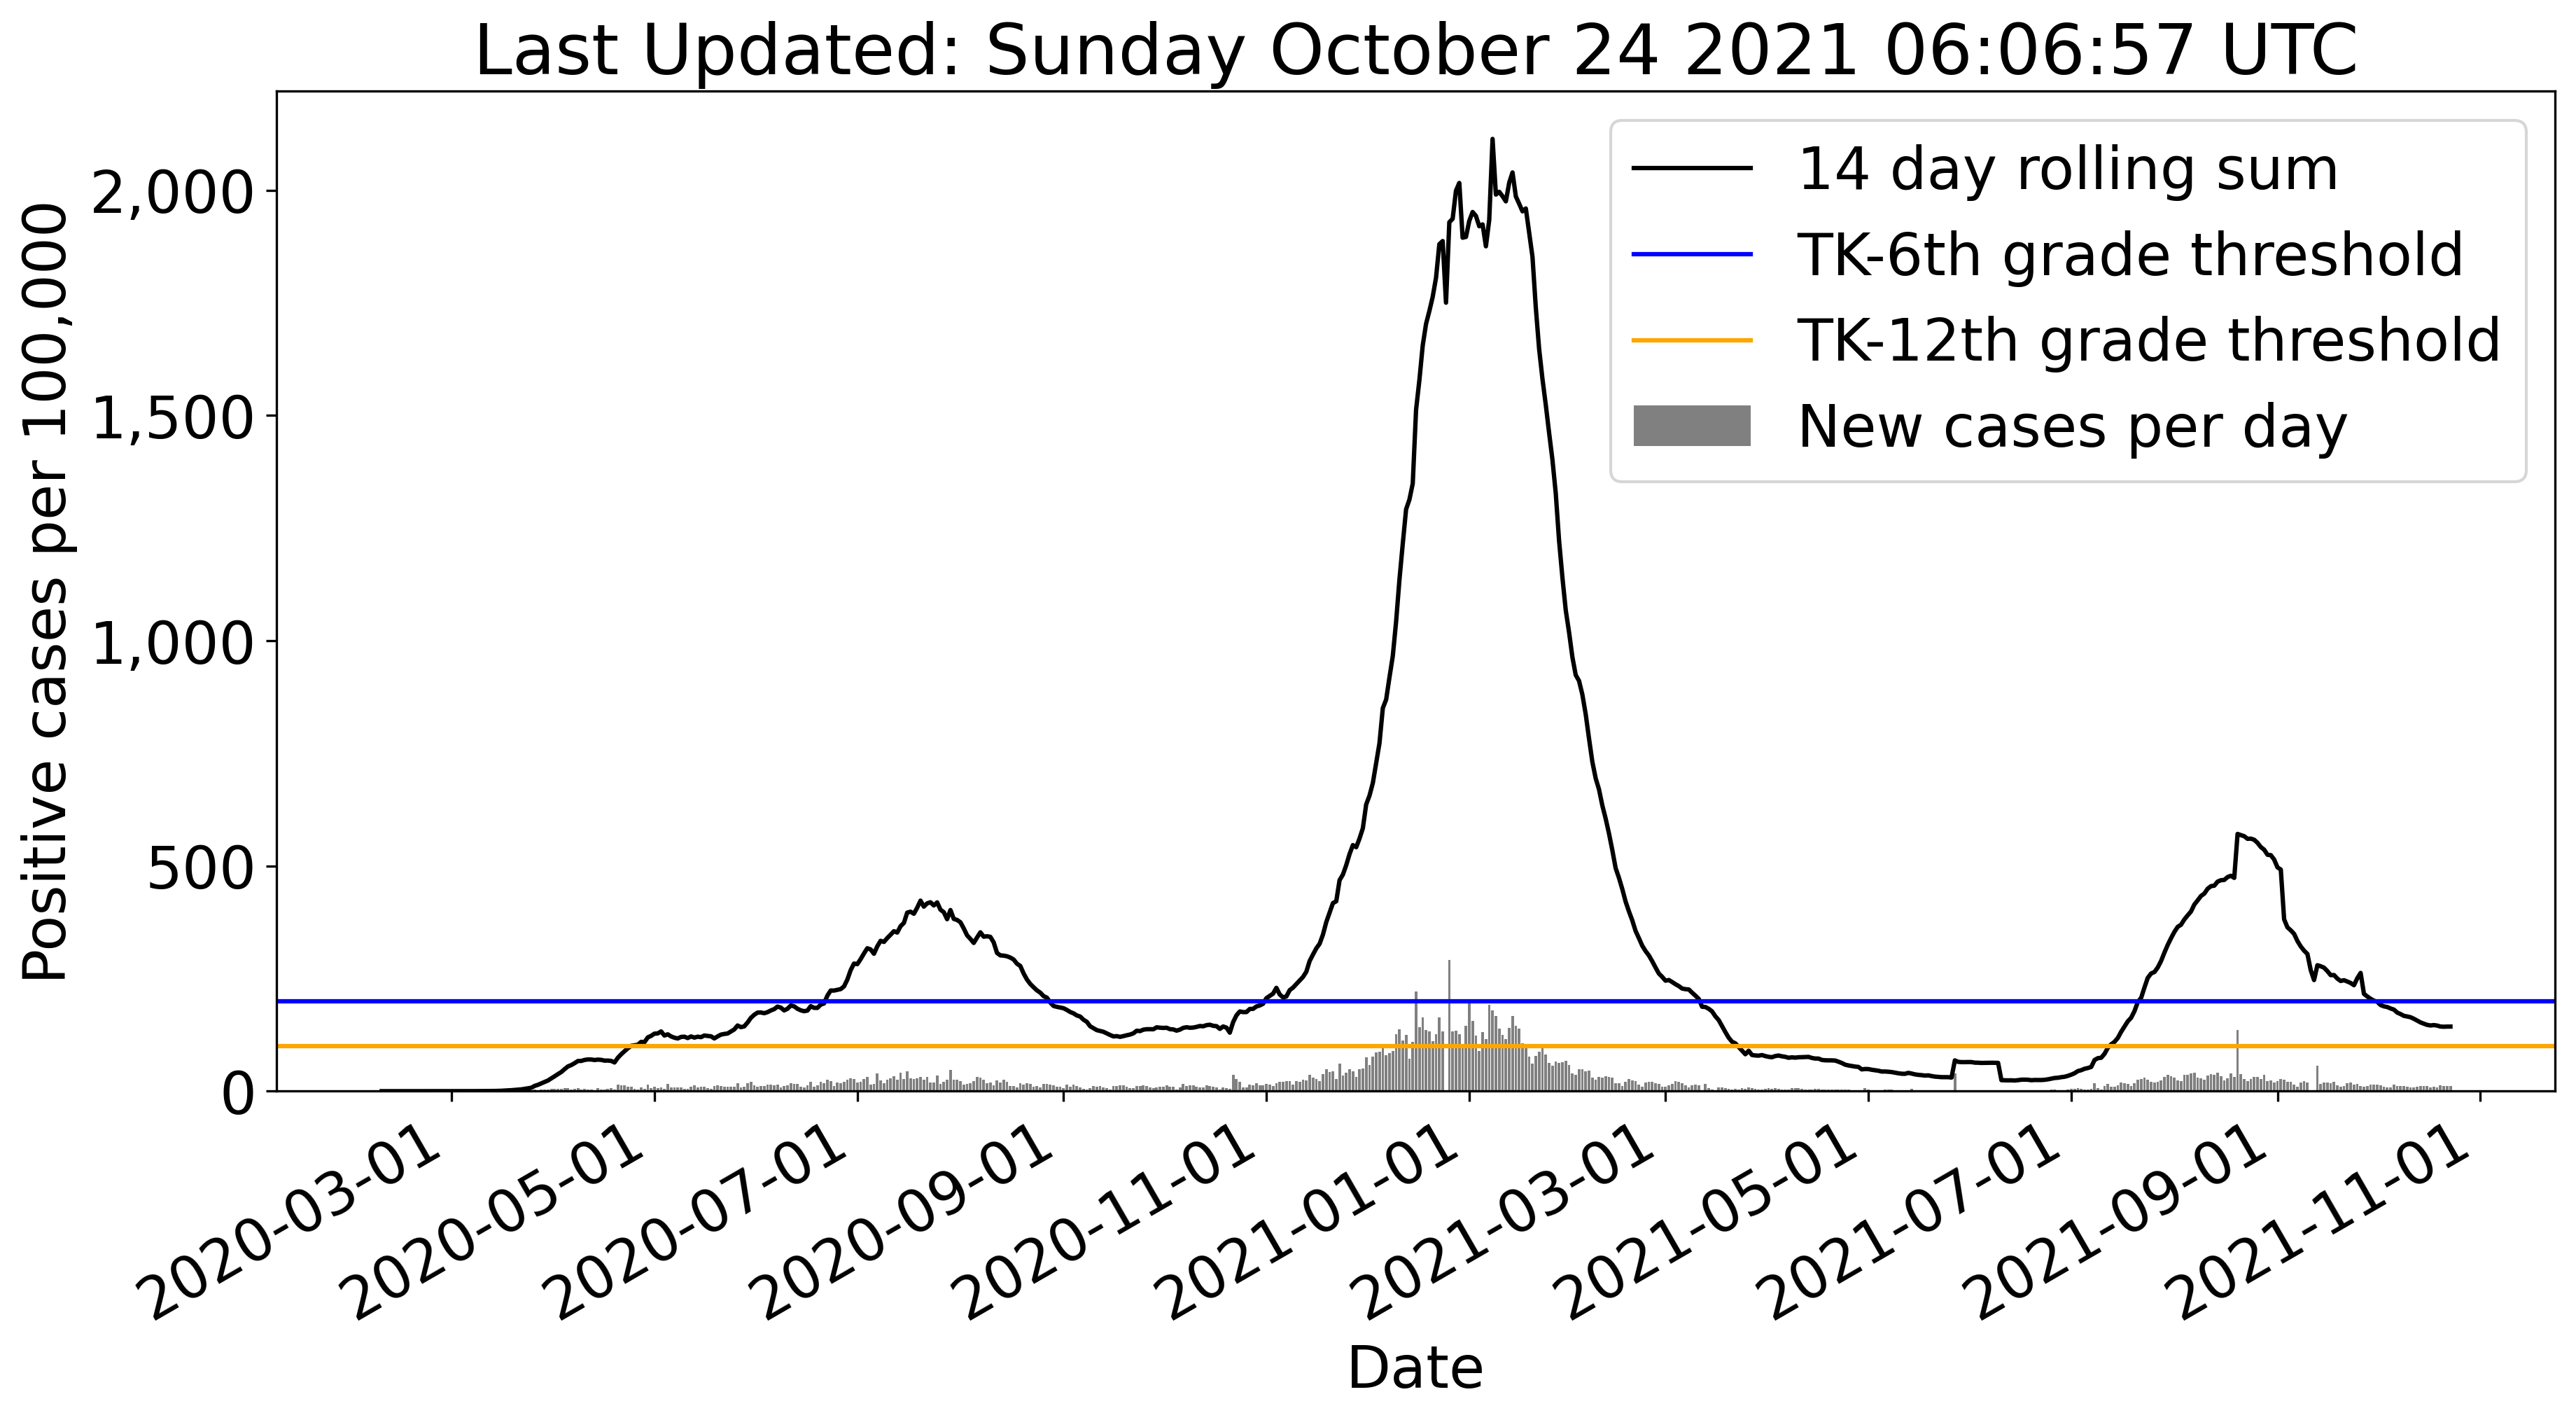 Last Updated: Sunday October 24 2021 06:06:57 UTC
Positive cases per 100,000
2,000
1,500
1,000
500
0
14 day rolling sum
TK-6th grade threshold
TK-12th grade threshold
New cases per day
2020-03-01
2020-05-01
2020-07-01
2020-09-01
2020-11-01
2021-01-01
2021-03-01
2021-05-01
2021-07-01
2021-09-01
2021-11-01
Date